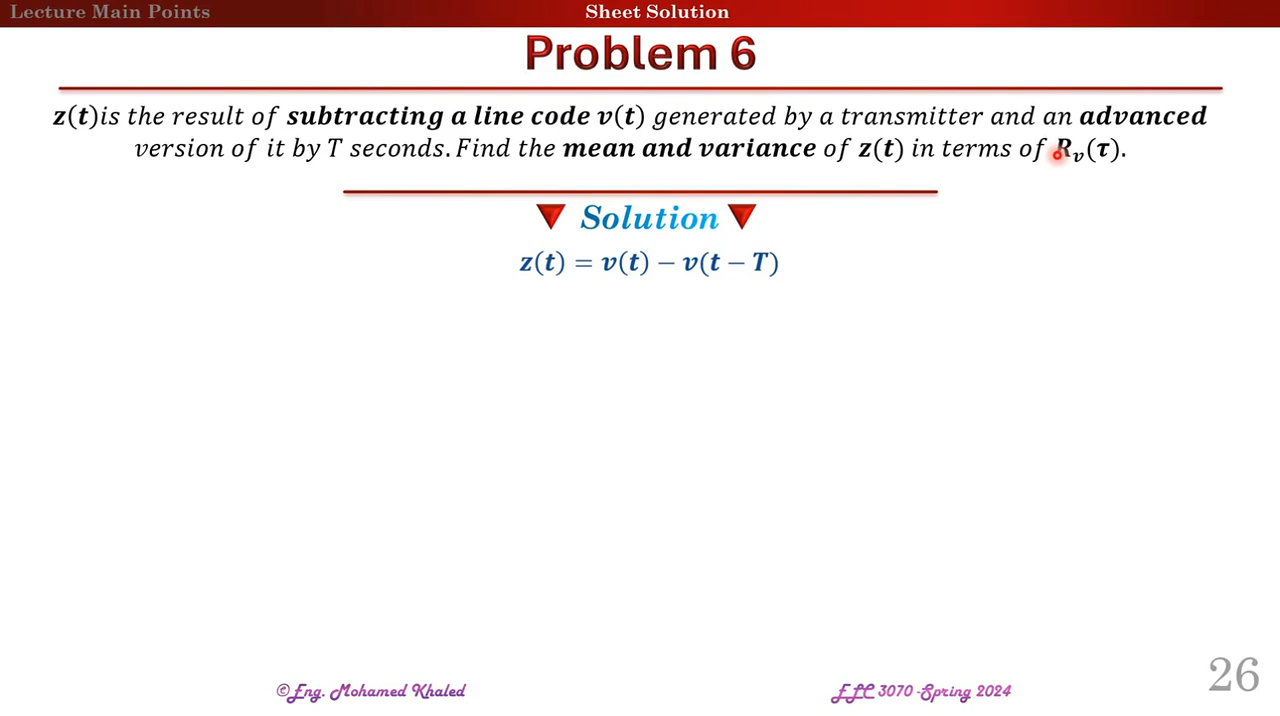 Lecture Main Points
Sheet Solution
Problem 6
z(t)is the result of subtracting a line code v(t) generated by a transmitter and an advanced
version of it by T seconds. Find the mean and variance of z(t) in terms of Rᵥ(τ).
Solution
z(t) = v(t) − v(t − T)
26
©Eng. Mohamed Khaled
ELC 3070 -Spring 2024